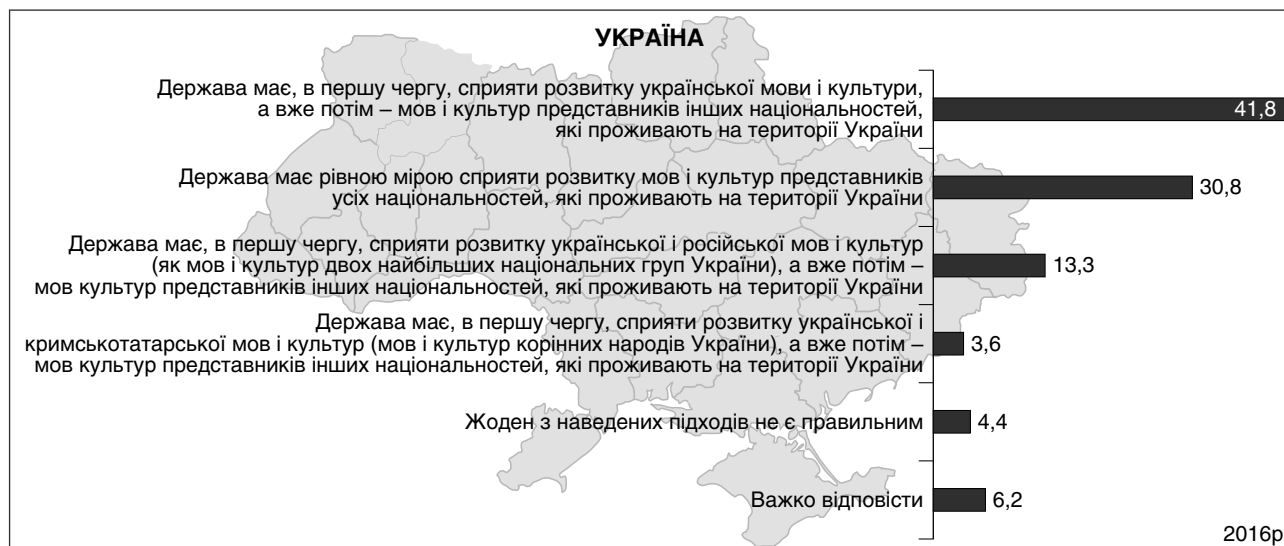 УКРАЇНА
Держава має, в першу чергу, сприяти розвитку української мови і культури,
а вже потім – мов і культур представників інших національностей,
які проживають на території України
41,8
Держава має рівною мірою сприяти розвитку мов і культур представників
усіх національностей, які проживають на території України
30,8
Держава має, в першу чергу, сприяти розвитку української і російської мов і культур
(як мов і культур двох найбільших національних груп України), а вже потім –
мов культур представників інших національностей, які проживають на території України
13,3
Держава має, в першу чергу, сприяти розвитку української і
кримськотатарської мов і культур (мов і культур корінних народів України), а вже потім –
мов культур представників інших національностей, які проживають на території України
3,6
Жоден з наведених підходів не є правильним
4,4
Важко відповісти
6,2
2016р